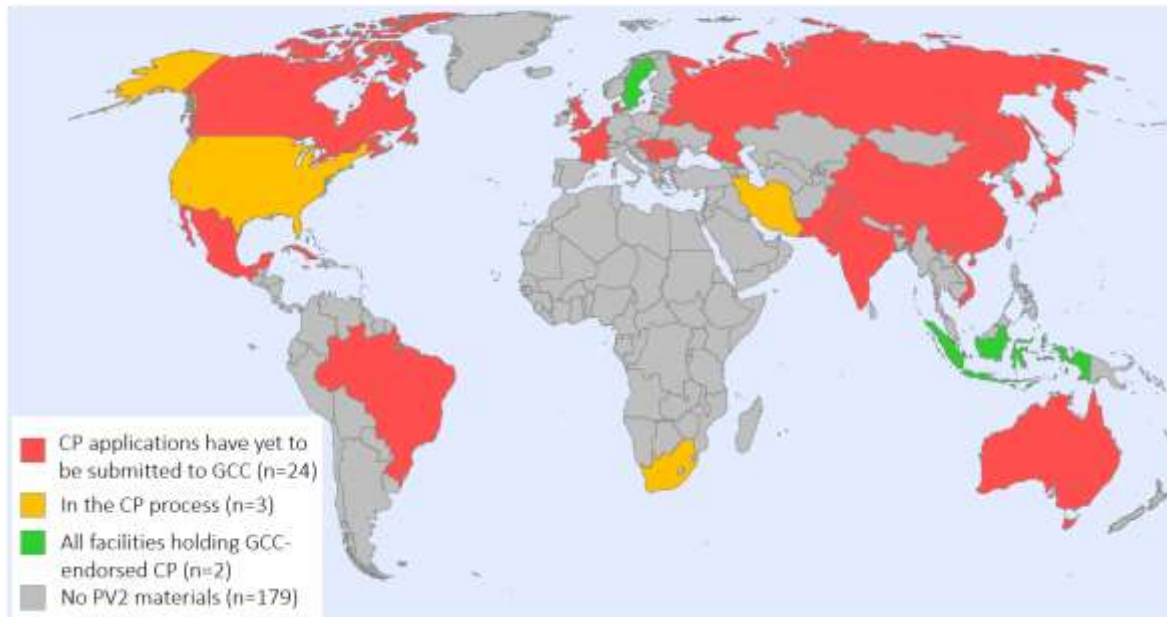 CP applications have yet to
be submitted to GCC (n=24)
In the CP process (n=3)
All facilities holding GCC-
endorsed CP (n=2)
No PV2 materials (n=179)